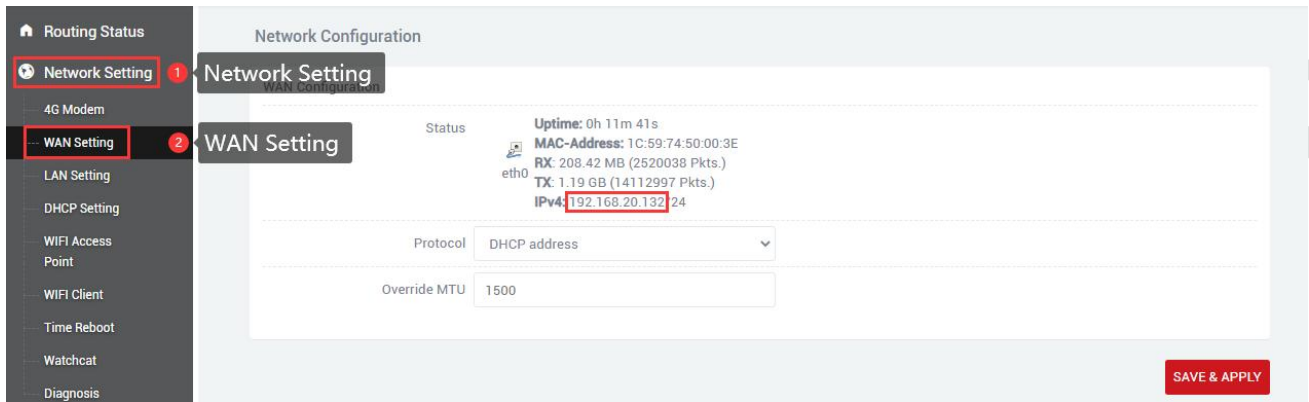 Routing Status
Network Setting
1
Network Setting
4G Modem
WAN Setting
2
WAN Setting
LAN Setting
DHCP Setting
WIFI Access
Point
WIFI Client
Time Reboot
Watchcat
Diagnosis
Network Configuration
WAN Configuration
Status
eth0
Uptime: 0h 11m 41s
MAC-Address: 1C:59:74:50:00:3E
RX: 208.42 MB (2520038 Pkts.)
TX: 1.19 GB (14112997 Pkts.)
IPv4: 192.168.20.132/24
Protocol DHCP address
Override MTU 1500
SAVE & APPLY